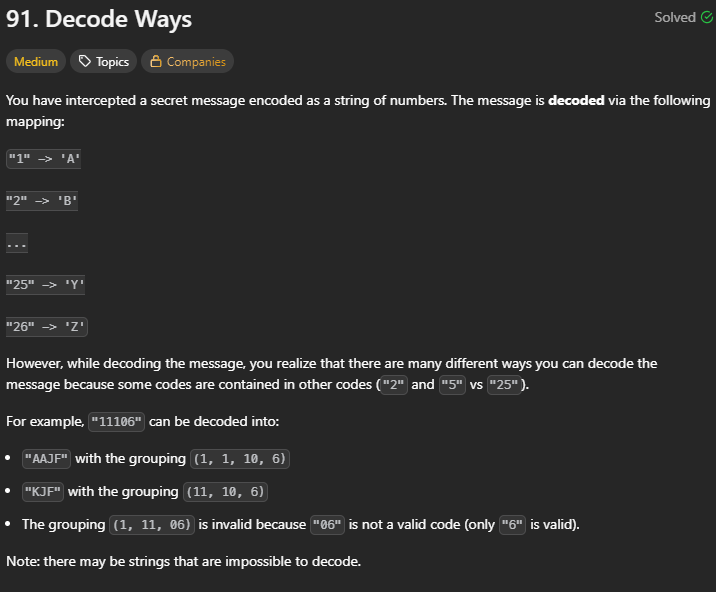 91. Decode Ways
Solved
Medium Topics Companies
You have intercepted a secret message encoded as a string of numbers. The message is decoded via the following
mapping:
"1" -> 'A'
"2" -> 'B'
...
"25" -> 'Y'
"26" -> 'Z'
However, while decoding the message, you realize that there are many different ways you can decode the
message because some codes are contained in other codes ("2" and "5" vs "25").
For example, "11106" can be decoded into:
• "AAJF" with the grouping (1, 1, 10, 6)
• "KJF" with the grouping (11, 10, 6)
• The grouping (1, 11, 06) is invalid because "06" is not a valid code (only "6" is valid).
Note: there may be strings that are impossible to decode.